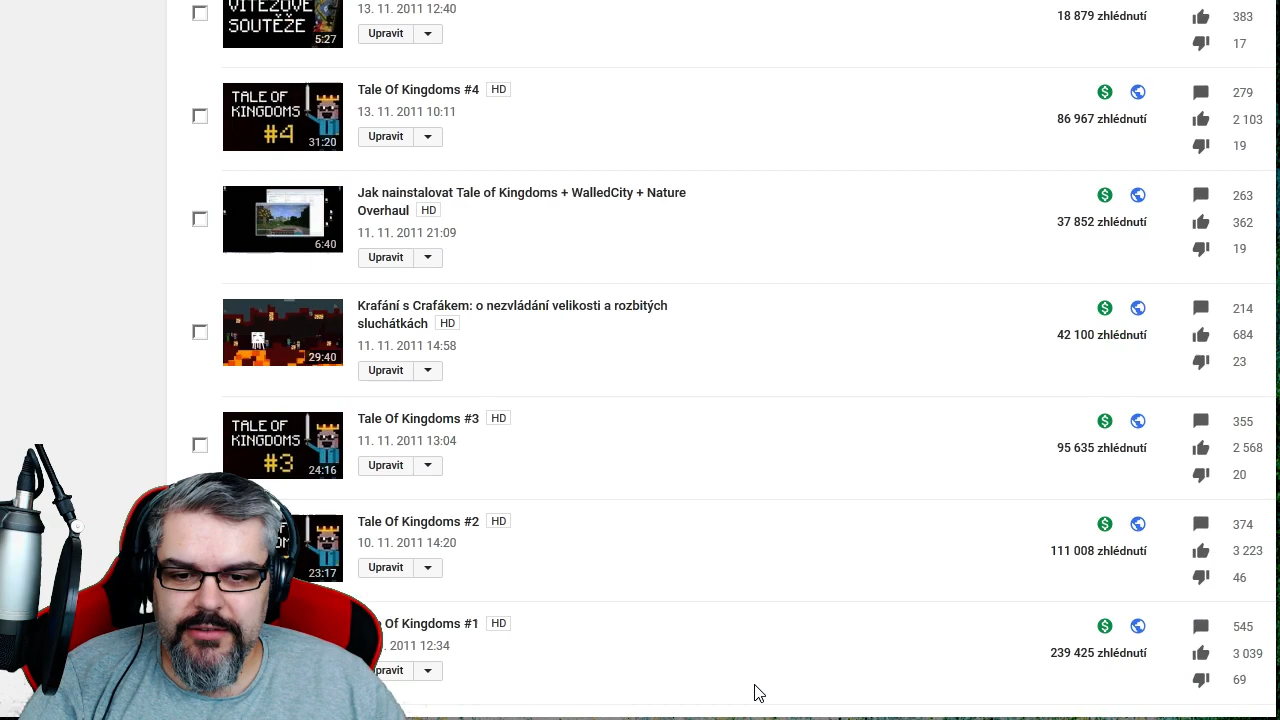 VÍTĚZOVÉ
SOUTĚŽE
5:27
13. 11. 2011 12:40
Upravit
18 879 zhlédnutí
383
17
TALE OF
KINGDOMS
#4
31:20
Tale Of Kingdoms #4 HD
13. 11. 2011 10:11
Upravit
86 967 zhlédnutí
279
2 103
19
6:40
Jak nainstalovat Tale of Kingdoms + WalledCity + Nature
Overhaul HD
11. 11. 2011 21:09
Upravit
37 852 zhlédnutí
263
362
19
29:40
Krafání s Crafákem: o nezvládání velikosti a rozbitých
sluchátkách HD
11. 11. 2011 14:58
Upravit
42 100 zhlédnutí
214
684
23
TALE OF
KINGDOMS
#3
24:16
Tale Of Kingdoms #3 HD
11. 11. 2011 13:04
Upravit
95 635 zhlédnutí
355
2 568
20
23:17
Tale Of Kingdoms #2 HD
10. 11. 2011 14:20
Upravit
111 008 zhlédnutí
374
3 223
46
Of Kingdoms #1 HD
2011 12:34
pravit
239 425 zhlédnutí
545
3 039
69